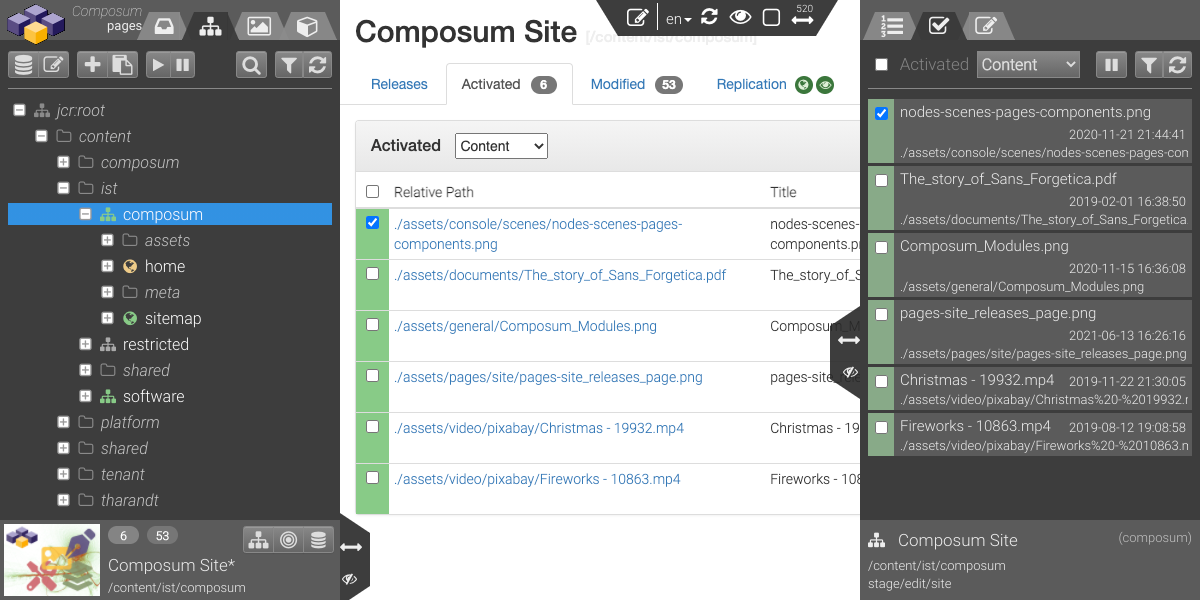 Composum
pages
jcr:root
content
composum
ist
composum
assets
home
meta
sitemap
restricted
shared
software
platform
shared
tenant
tharandt
6 53
Composum Site*
/content/ist/composum
Composum Site [/content/ist/composum]
en
520
Releases Activated 6 Modified 53 Replication
Activated Content
Relative Path Title
./assets/console/scenes/nodes-scenes-pages- nodes-scenes-
components.png components.pn
./assets/documents/The_story_of_Sans_Forgetica.pdf The_story_of_S
./assets/general/Composum_Modules.png Composum_M
./assets/pages/site/pages-site_releases_page.png pages-site
./assets/video/pixabay/Christmas - 19932.mp4 Christmas - 19
./assets/video/pixabay/Fireworks - 10863.mp4 Fireworks - 108
Activated Content
nodes-scenes-pages-components.png
2020-11-21 21:44:41
./assets/console/scenes/nodes-scenes-pages-con
The_story_of_Sans_Forgetica.pdf
2019-02-01 16:38:50
./assets/documents/The_story_of_Sans_Forgetica
Composum_Modules.png
2020-11-15 16:36:08
./assets/general/Composum_Modules.png
pages-site_releases_page.png
2021-06-13 16:26:16
./assets/pages/site/pages-site_releases_page.png
Christmas - 19932.mp4 2019-11-22 21:30:05
./assets/video/pixabay/Christmas%20-%2019932.r
Fireworks - 10863.mp4 2019-08-12 19:08:58
./assets/video/pixabay/Fireworks%20-%2010863.n
Composum Site (composum)
/content/ist/composum
stage/edit/site